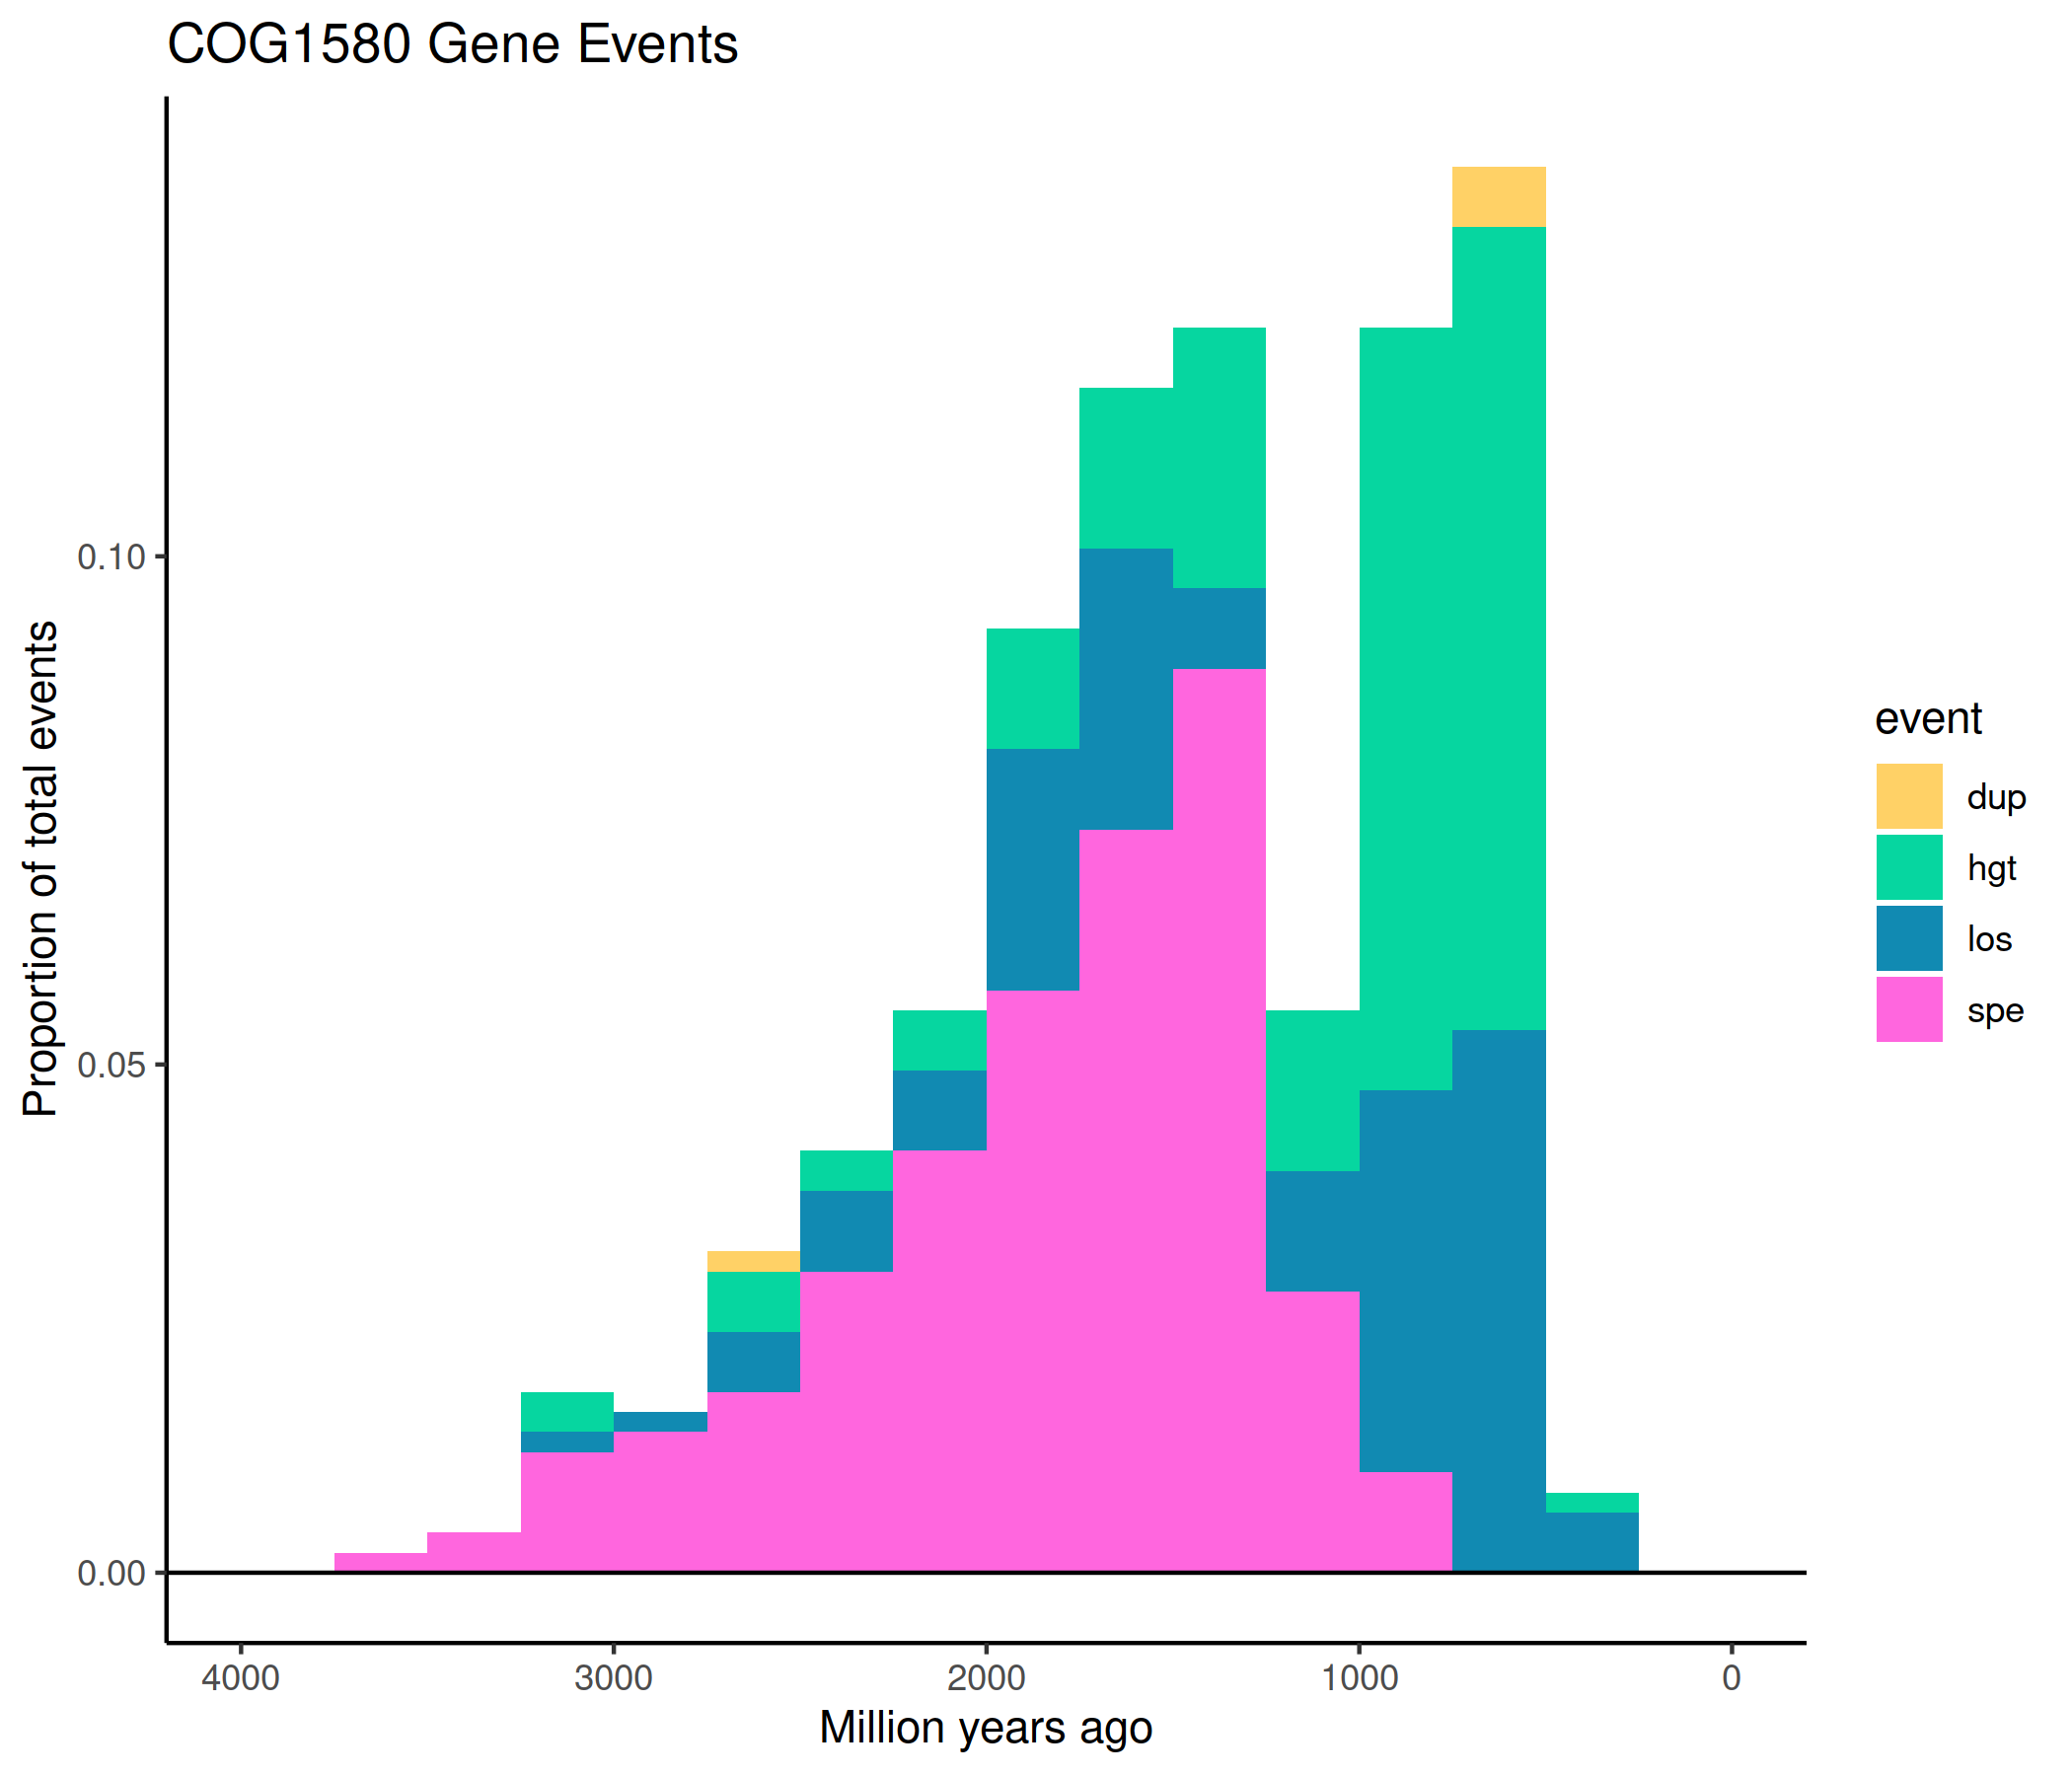 COG1580 Gene Events
Proportion of total events
0.10
0.05
0.00
4000 3000 2000 1000 0
Million years ago
event
dup
hgt
los
spe